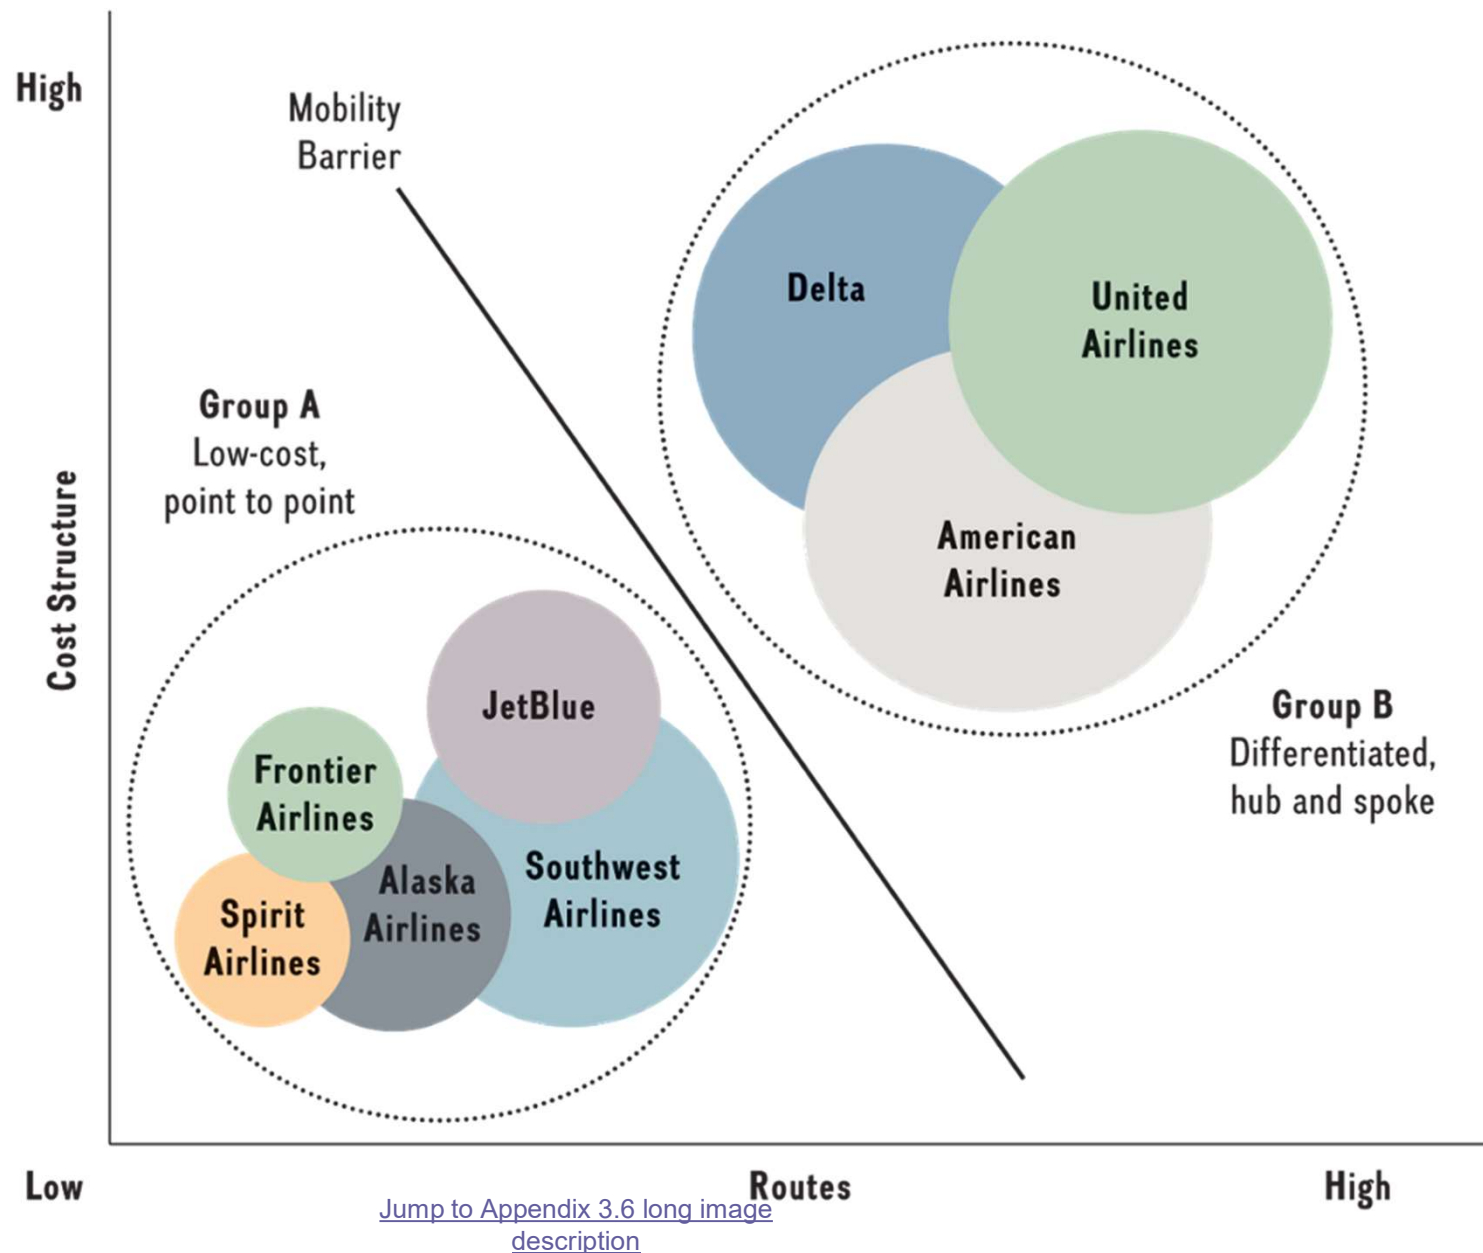 High
Mobility
Barrier
Delta
United
Airlines
Group A
Low-cost,
point to point
American
Airlines
Cost Structure
JetBlue
Group B
Differentiated,
hub and spoke
Frontier
Airlines
Southwest
Airlines
Alaska
Airlines
Spirit
Airlines
Low
Routes
High
Jump to Appendix 3.6 long image
description